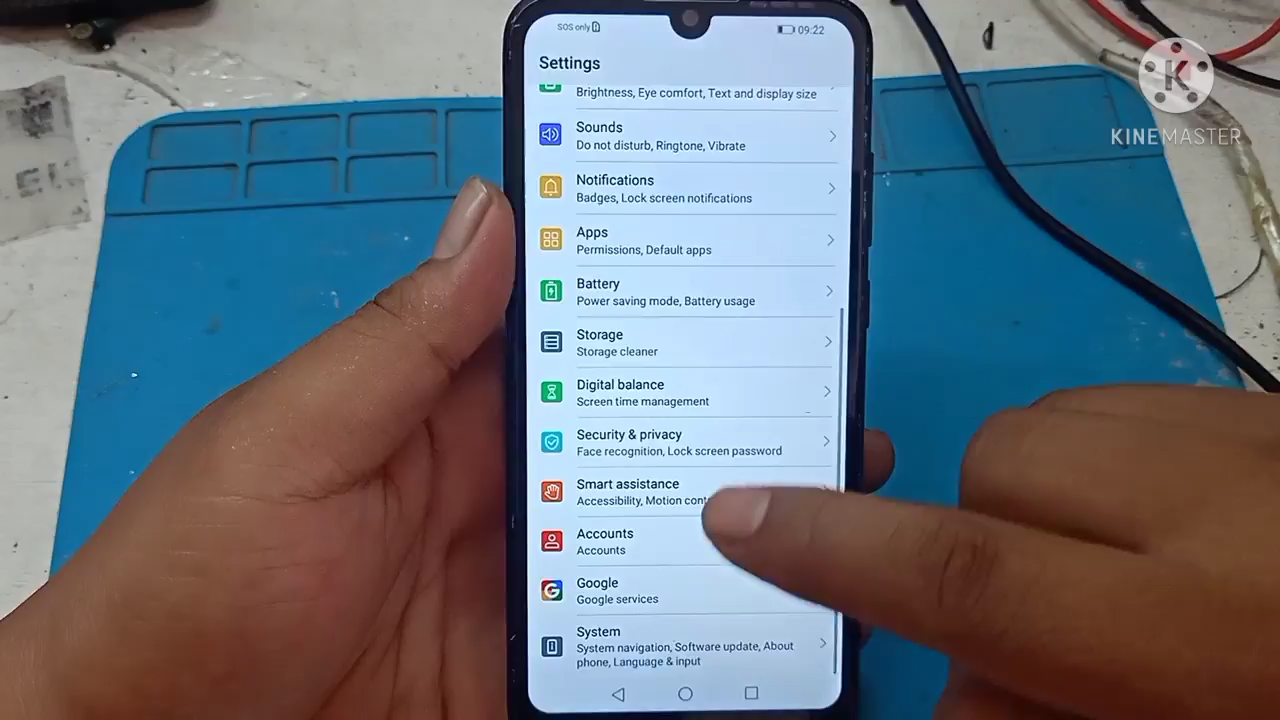 SOS only
09:22
Settings
Brightness, Eye comfort, Text and display size
Sounds
Do not disturb, Ringtone, Vibrate
Notifications
Badges, Lock screen notifications
Apps
Permissions, Default apps
Battery
Power saving mode, Battery usage
Storage
Storage cleaner
Digital balance
Screen time management
Security & privacy
Face recognition, Lock screen password
Smart assistance
Accessibility, Motion
Accounts
Accounts
Google
Google services
System
System navigation, Software update, About
phone, Language & input
K
KINEMASTER